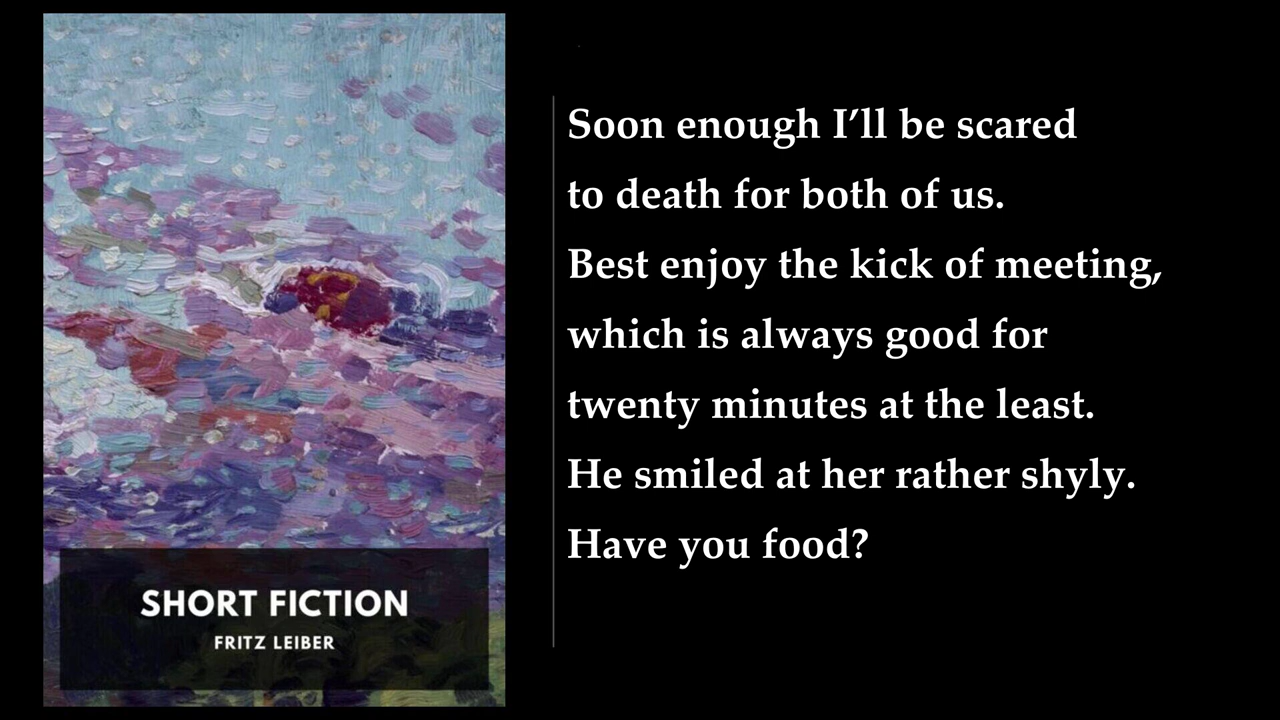 SHORT FICTION
FRITZ LEIBER
Soon enough I’ll be scared
to death for both of us.
Best enjoy the kick of meeting,
which is always good for
twenty minutes at the least.
He smiled at her rather shyly.
Have you food?